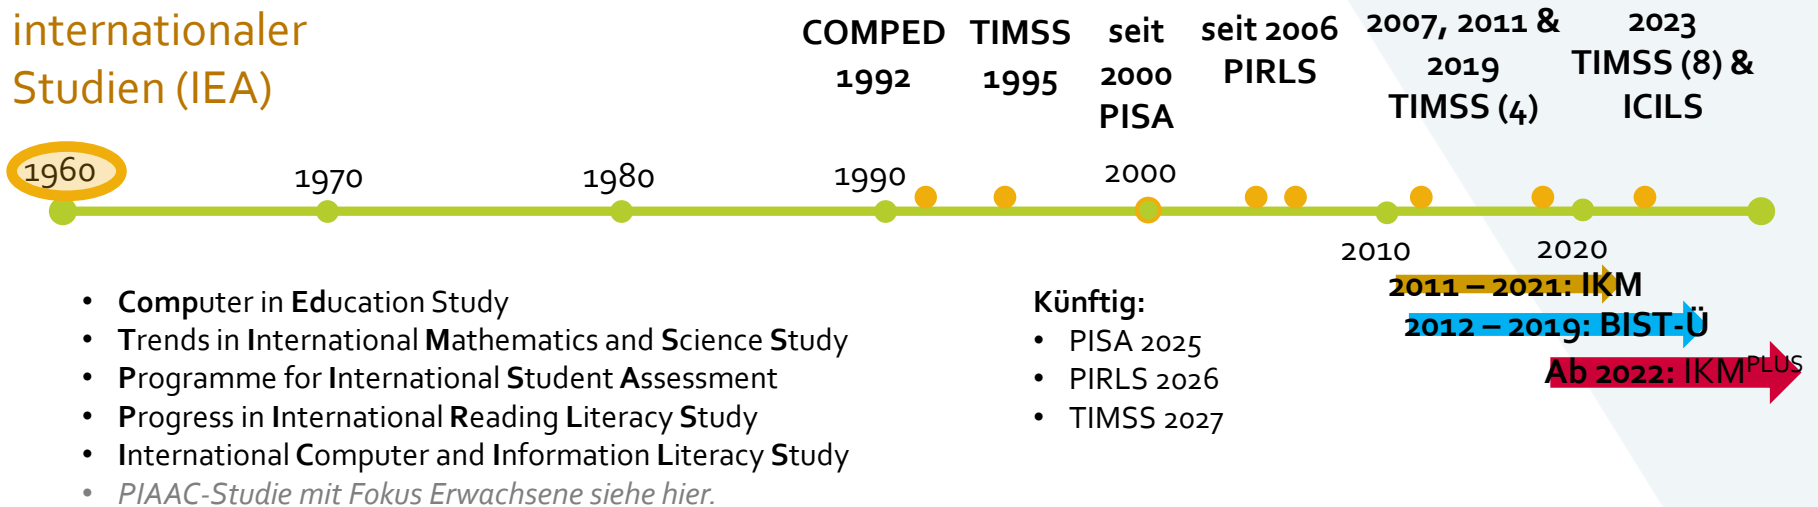 internationaler
Studien (IEA)
COMPED
1992
TIMSS
1995
seit
2000
PISA
seit 2006
PIRLS
2007, 2011 &
2019
TIMSS (4)
2023
TIMSS (8) &
ICILS
1960
1970
1980
1990
2000
2010
2020
2011 – 2021: IKM
2012 – 2019: BIST-Ü
Ab 2022: IKMPLUS
• Computer in Education Study
• Trends in International Mathematics and Science Study
• Programme for International Student Assessment
• Progress in International Reading Literacy Study
• International Computer and Information Literacy Study
• PIAAC-Studie mit Fokus Erwachsene siehe hier.
Künftig:
• PISA 2025
• PIRLS 2026
• TIMSS 2027